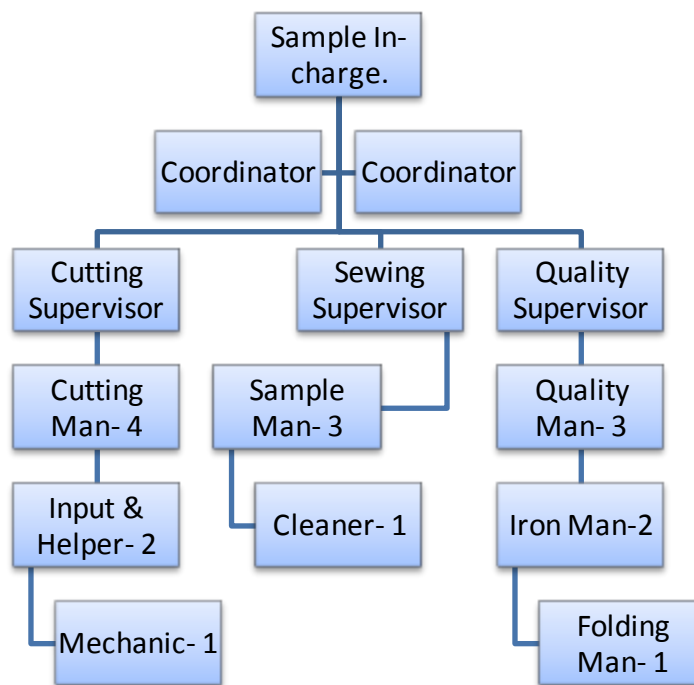 Sample In-
charge.
Coordinator
Coordinator
Cutting
Supervisor
Sewing
Supervisor
Quality
Supervisor
Cutting
Man- 4
Sample
Man- 3
Quality
Man- 3
Input &
Helper- 2
Cleaner- 1
Iron Man-2
Mechanic- 1
Folding
Man- 1